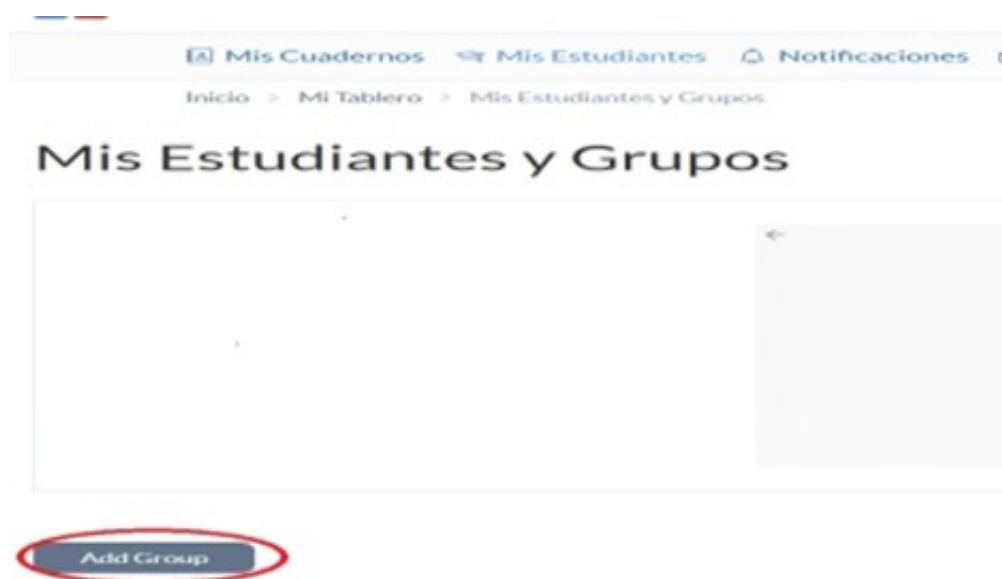 Mis Cuadernos Mis Estudiantes Notificaciones
Inicio > Mi Tablero > Mis Estudiantes y Grupos
Mis Estudiantes y Grupos
Add Group